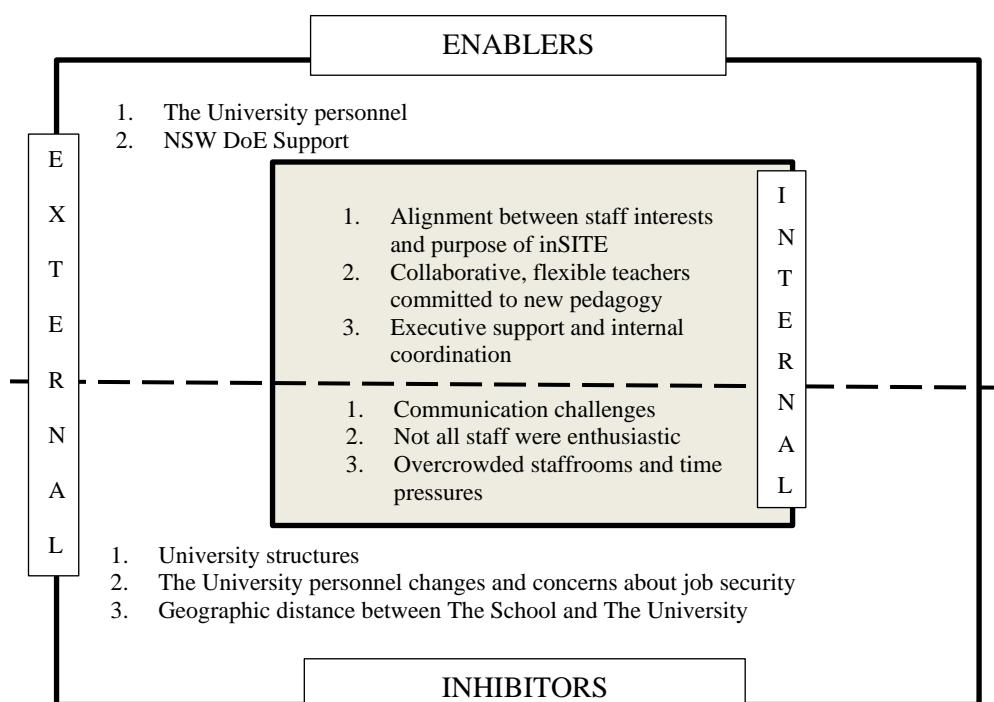 ENABLERS
1. The University personnel
2. NSW DoE Support
EXTERNAL
INTERNAL
1. Alignment between staff interests
and purpose of inSITE
2. Collaborative, flexible teachers
committed to new pedagogy
3. Executive support and internal
coordination
1. Communication challenges
2. Not all staff were enthusiastic
3. Overcrowded staffrooms and time
pressures
1. University structures
2. The University personnel changes and concerns about job security
3. Geographic distance between The School and The University
INHIBITORS